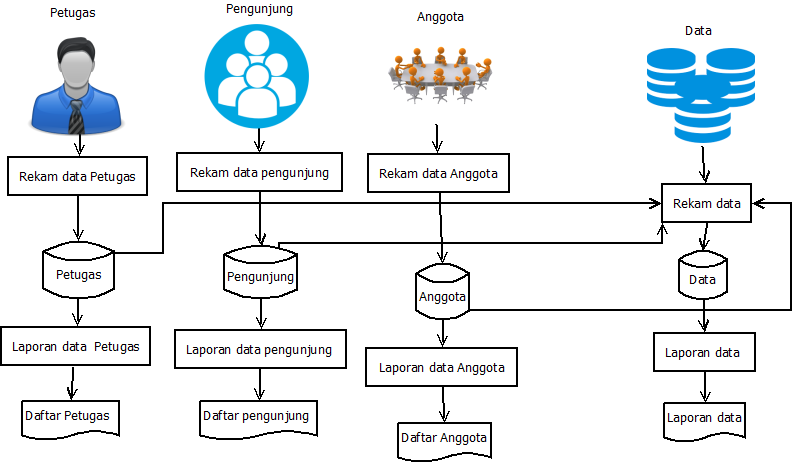 Petugas
Pengunjung
Anggota
Data
Rekam data Petugas
Rekam data pengunjung
Rekam data Anggota
Rekam data
Petugas
Pengunjung
Anggota
Data
Laporan data  Petugas
Laporan data pengunjung
Laporan data Anggota
Laporan data
Daftar Petugas
Daftar pengunjung
Daftar Anggota
Laporan data